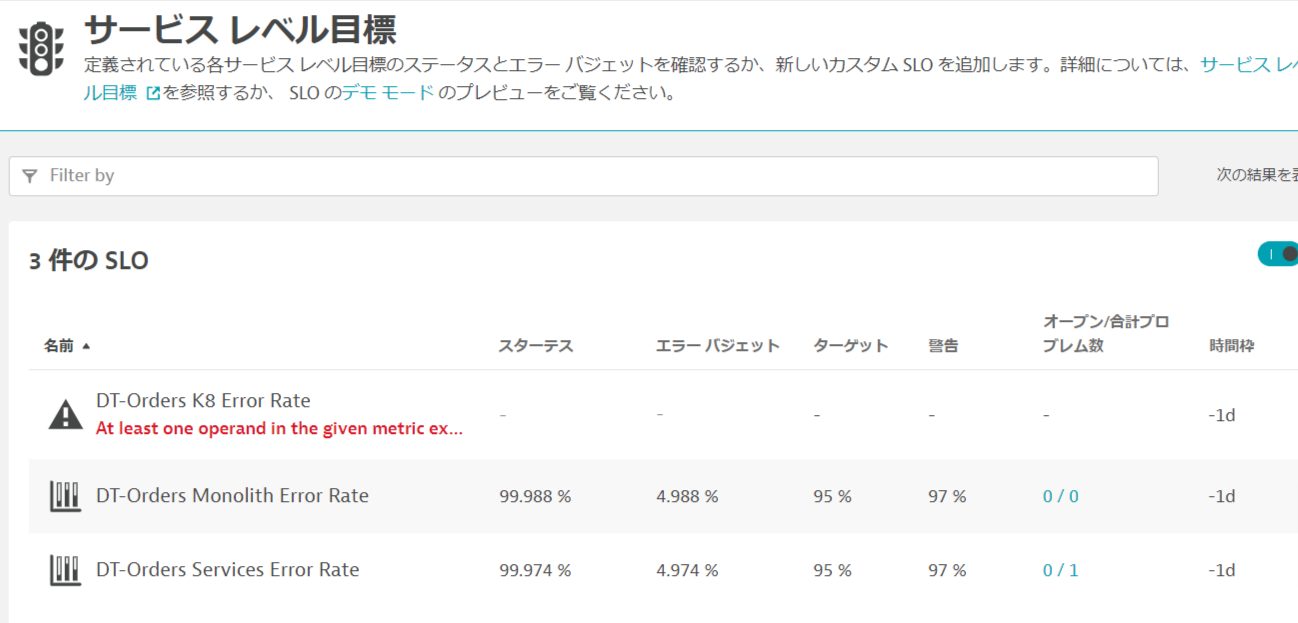 サービス レベル目標
定義されている各サービス レベル目標のステータスとエラー バジェットを確認するか、新しいカスタム SLO を追加します。詳細については、サービス レベ
ル目標 を参照するか、 SLO のデモ モード のプレビューをご覧ください。
Filter by
次の結果を表
3 件の SLO
オープン/合計プロ
名前 スターテス エラー バジェット ターゲット 警告 ブレム数 時間枠
DT-Orders K8 Error Rate
At least one operand in the given metric ex...
- - - - - -1d
DT-Orders Monolith Error Rate 99.988 % 4.988 % 95 % 97 % 0 / 0 -1d
DT-Orders Services Error Rate 99.974 % 4.974 % 95 % 97 % 0 / 1 -1d